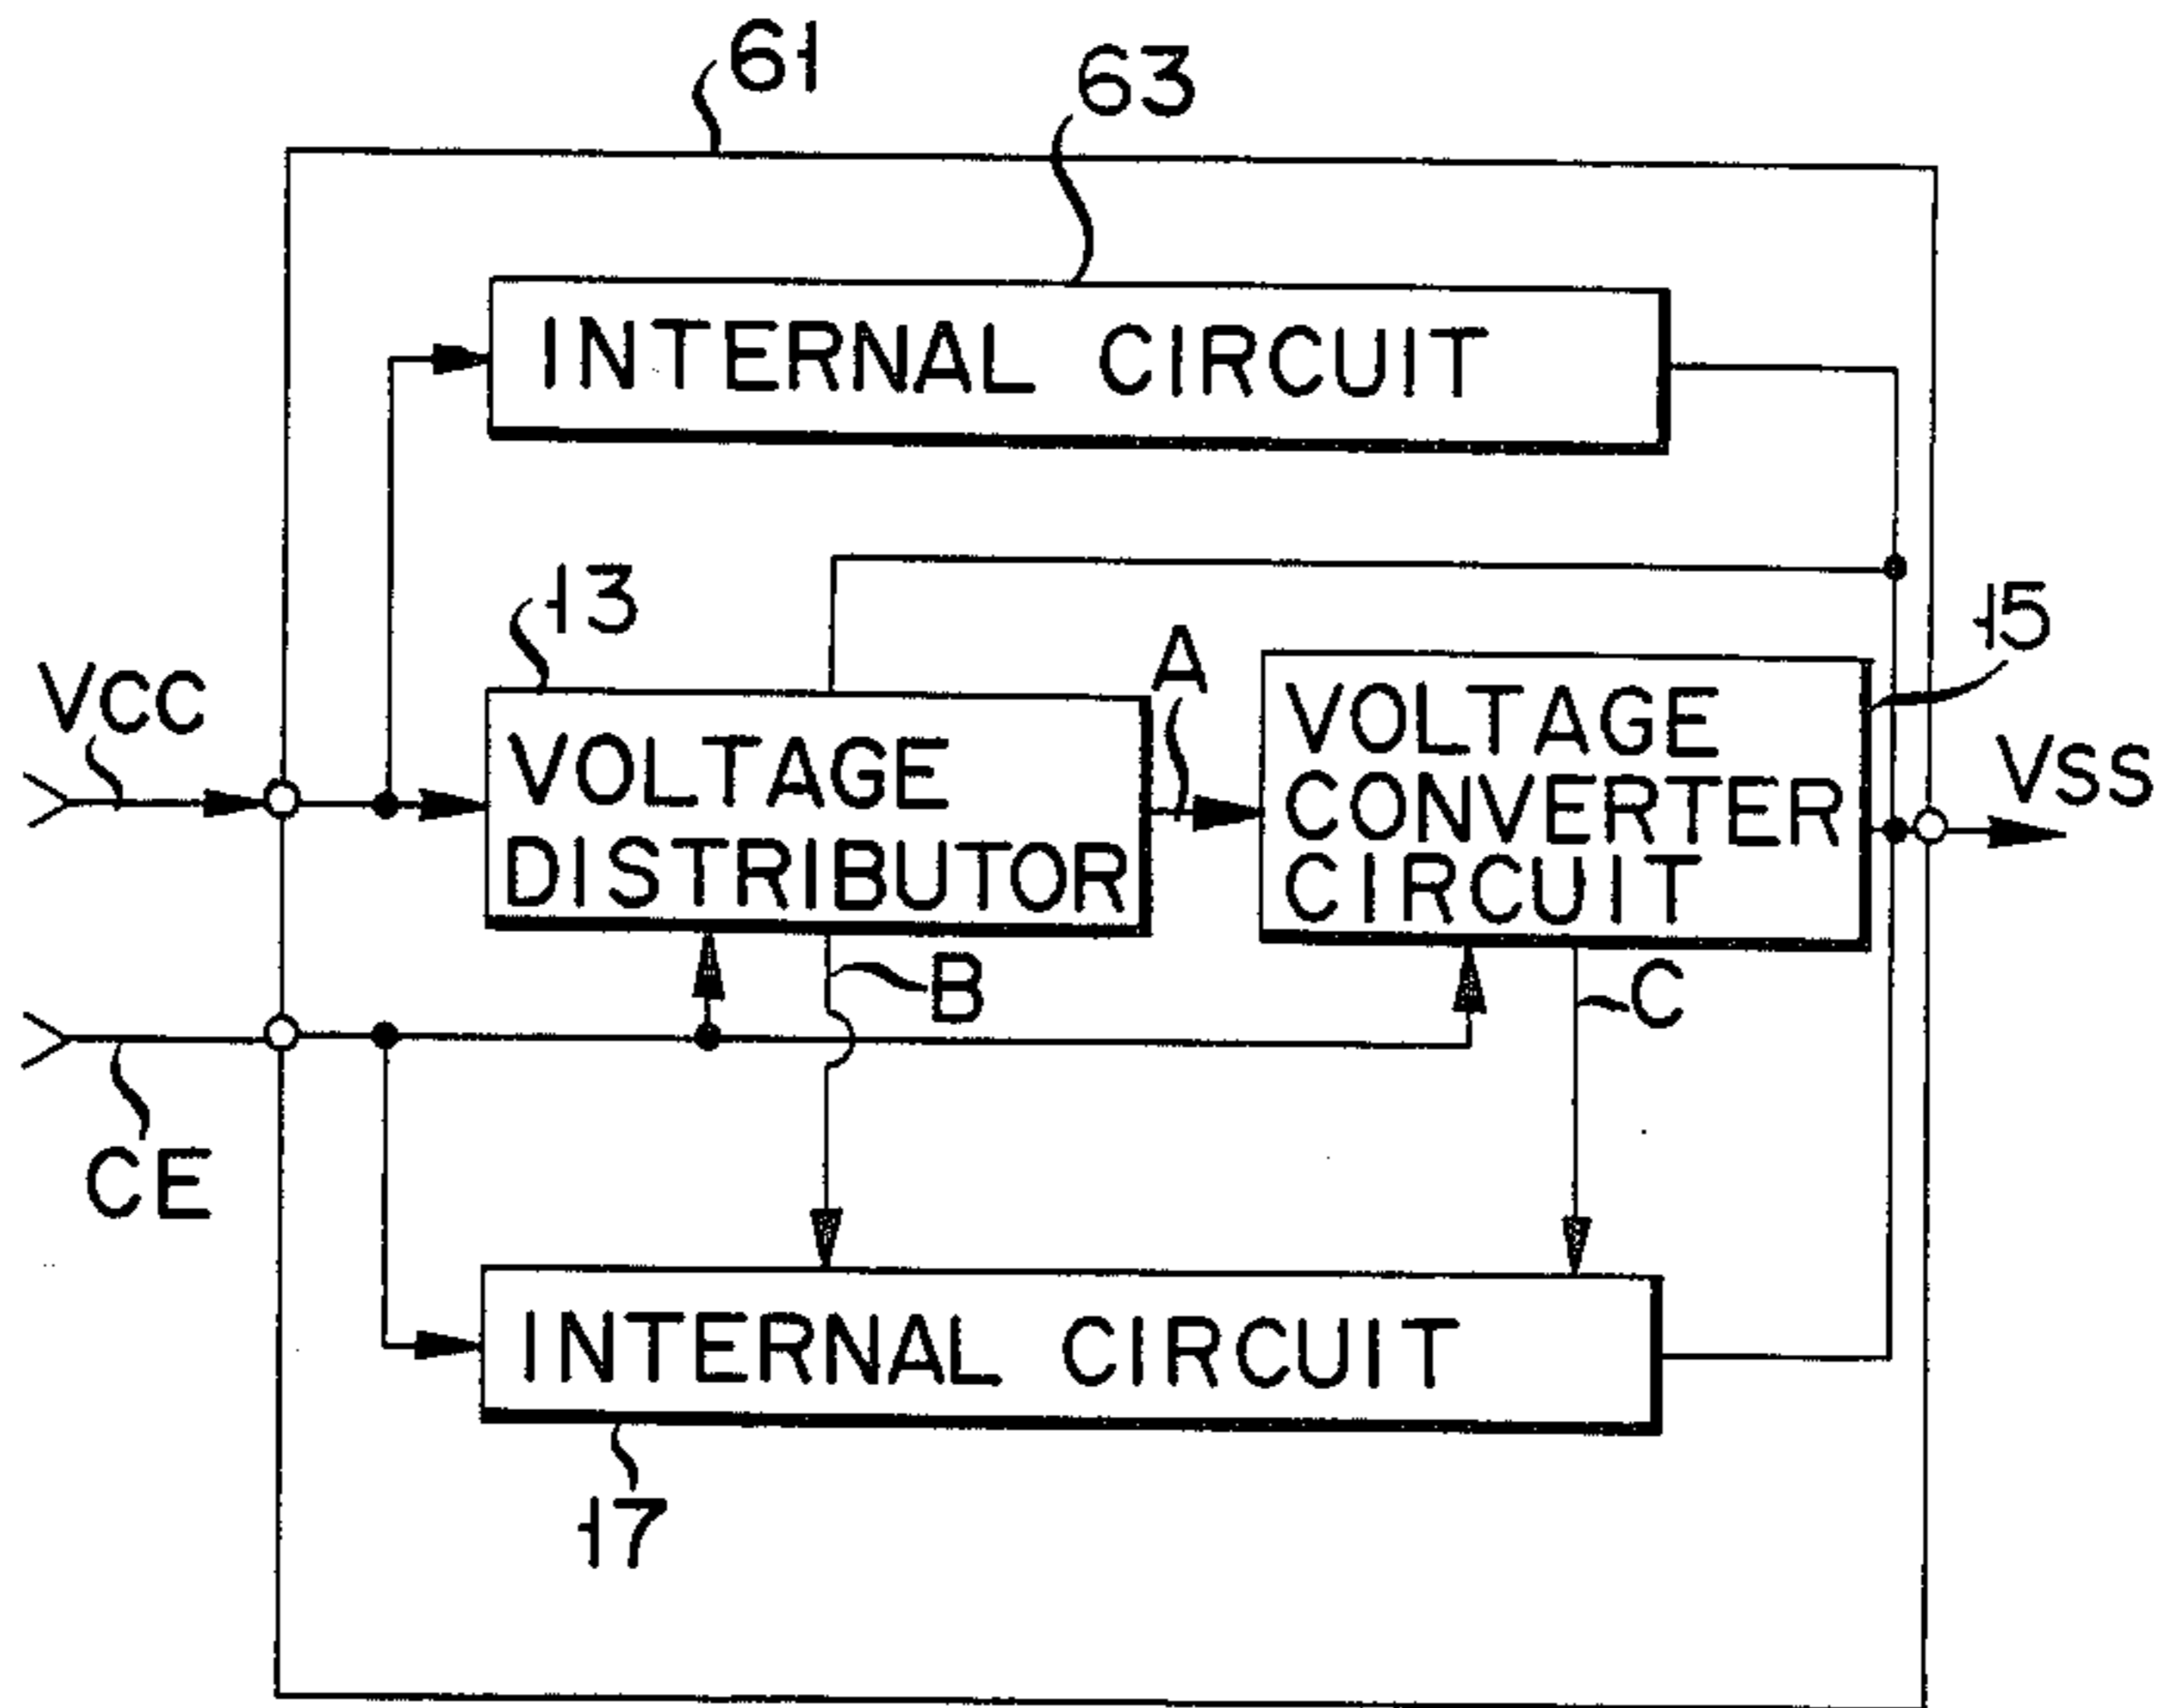 61
63
INTERNAL CIRCUIT
13
A
15
VCC
VOLTAGE
DISTRIBUTOR
VOLTAGE
CONVERTER
CIRCUIT
VSS
B
C
CE
INTERNAL CIRCUIT
17